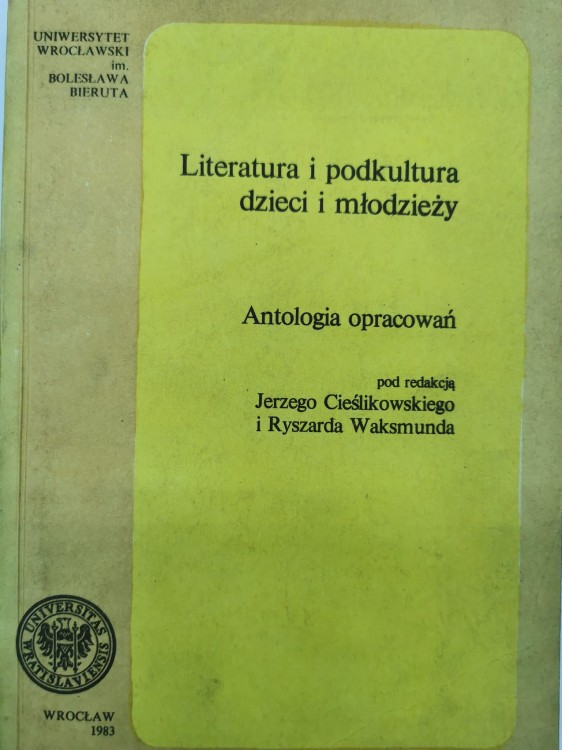 UNIWERSYTET
WROCŁAWSKI
im.
BOLESŁAWA
BIERUTA
Literatura i podkultura
dzieci i młodzieży
Antologia opracowań
pod redakcją
Jerzego Cieślikowskiego
i Ryszarda Waksmunda
UNIVERSITAS
WRATISLAVIENSIS
WROCŁAW
1983